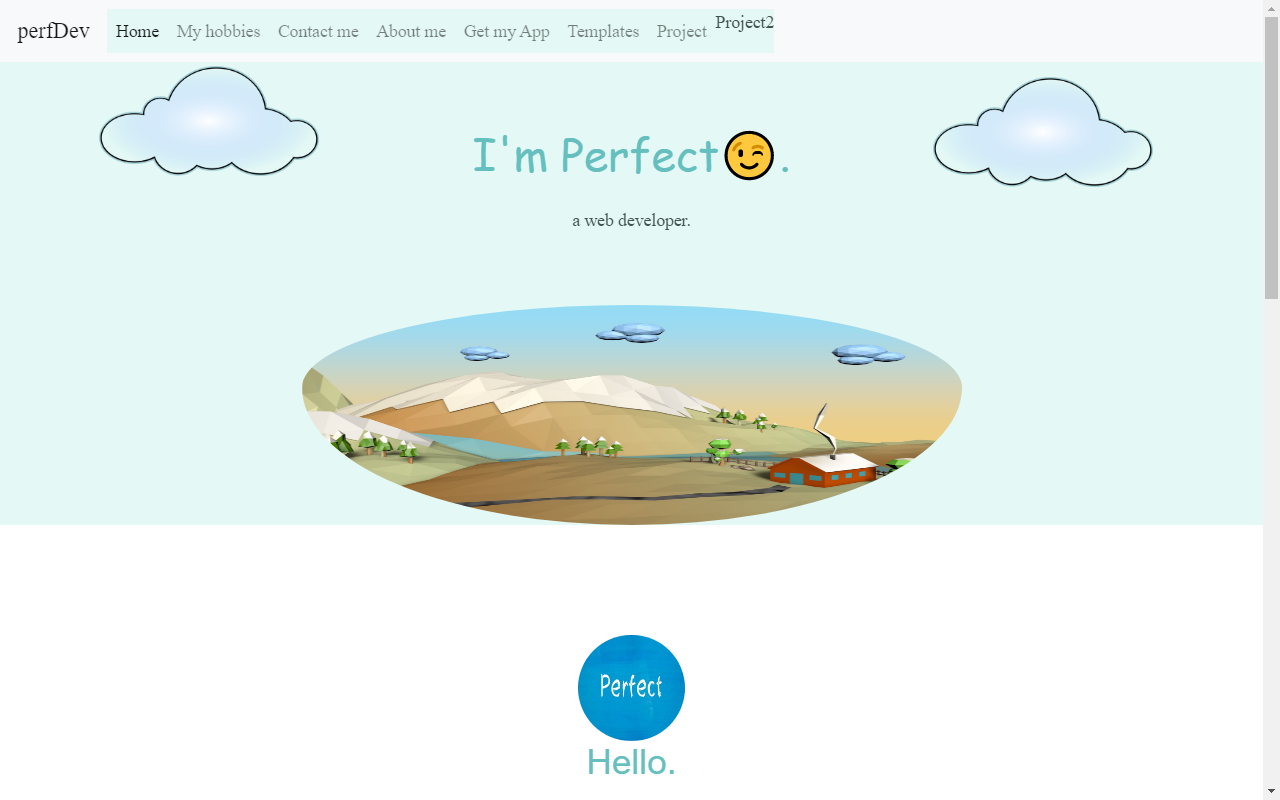 perfDev Home My hobbies Contact me About me Get my App Templates Project Project2
I'm Perfect😉.
a web developer.
Perfect
Hello.